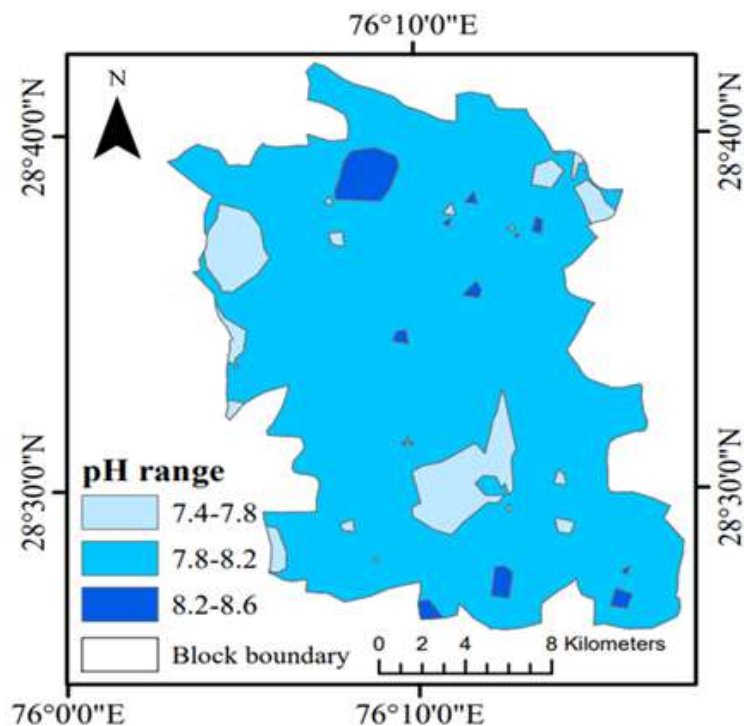 76°10'0"E
N
28°40'0"N
28°40'0"N
pH range
7.4-7.8
7.8-8.2
8.2-8.6
Block boundary
28°30'0"N
28°30'0"N
0 2 4 8 Kilometers
76°0'0"E
76°10'0"E